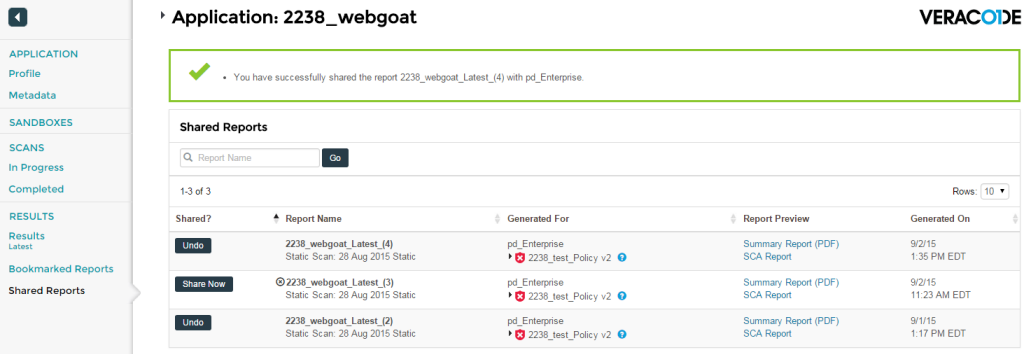 Application: 2238_webgoat
VERACODE
APPLICATION
Profile
Metadata
SANDBOXES
SCANS
In Progress
Completed
RESULTS
Results
Latest
Bookmarked Reports
Shared Reports
You have successfully shared the report 2238_webgoat_Latest_(4) with pd_Enterprise.
Shared Reports
Report Name
Go
1-3 of 3
Rows: 10
Shared? Report Name Generated For Report Preview Generated On
Undo 2238_webgoat_Latest_(4) pd_Enterprise Summary Report (PDF) 9/2/15
Static Scan: 28 Aug 2015 Static 2238_test_Policy v2 ? SCA Report 1:35 PM EDT
Share Now 2238_webgoat_Latest_(3) pd_Enterprise Summary Report (PDF) 9/2/15
Static Scan: 28 Aug 2015 Static 2238_test_Policy v2 ? SCA Report 11:23 AM EDT
Undo 2238_webgoat_Latest_(2) pd_Enterprise Summary Report (PDF) 9/1/15
Static Scan: 28 Aug 2015 Static 2238_test_Policy v2 ? SCA Report 1:17 PM EDT